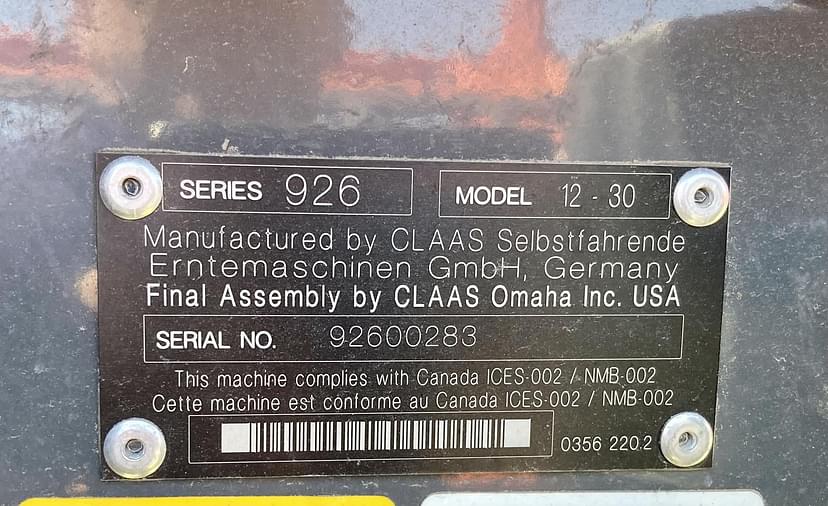 SERIES 926 MODEL 12 - 30
Manufactured by CLAAS Selbstfahrende
Erntemaschinen GmbH, Germany
Final Assembly by CLAAS Omaha Inc. USA
SERIAL NO. 92600283
This machine complies with Canada ICES-002 / NMB-002
Cette machine est conforme au Canada ICES-002 / NMB-002
0356 220.2